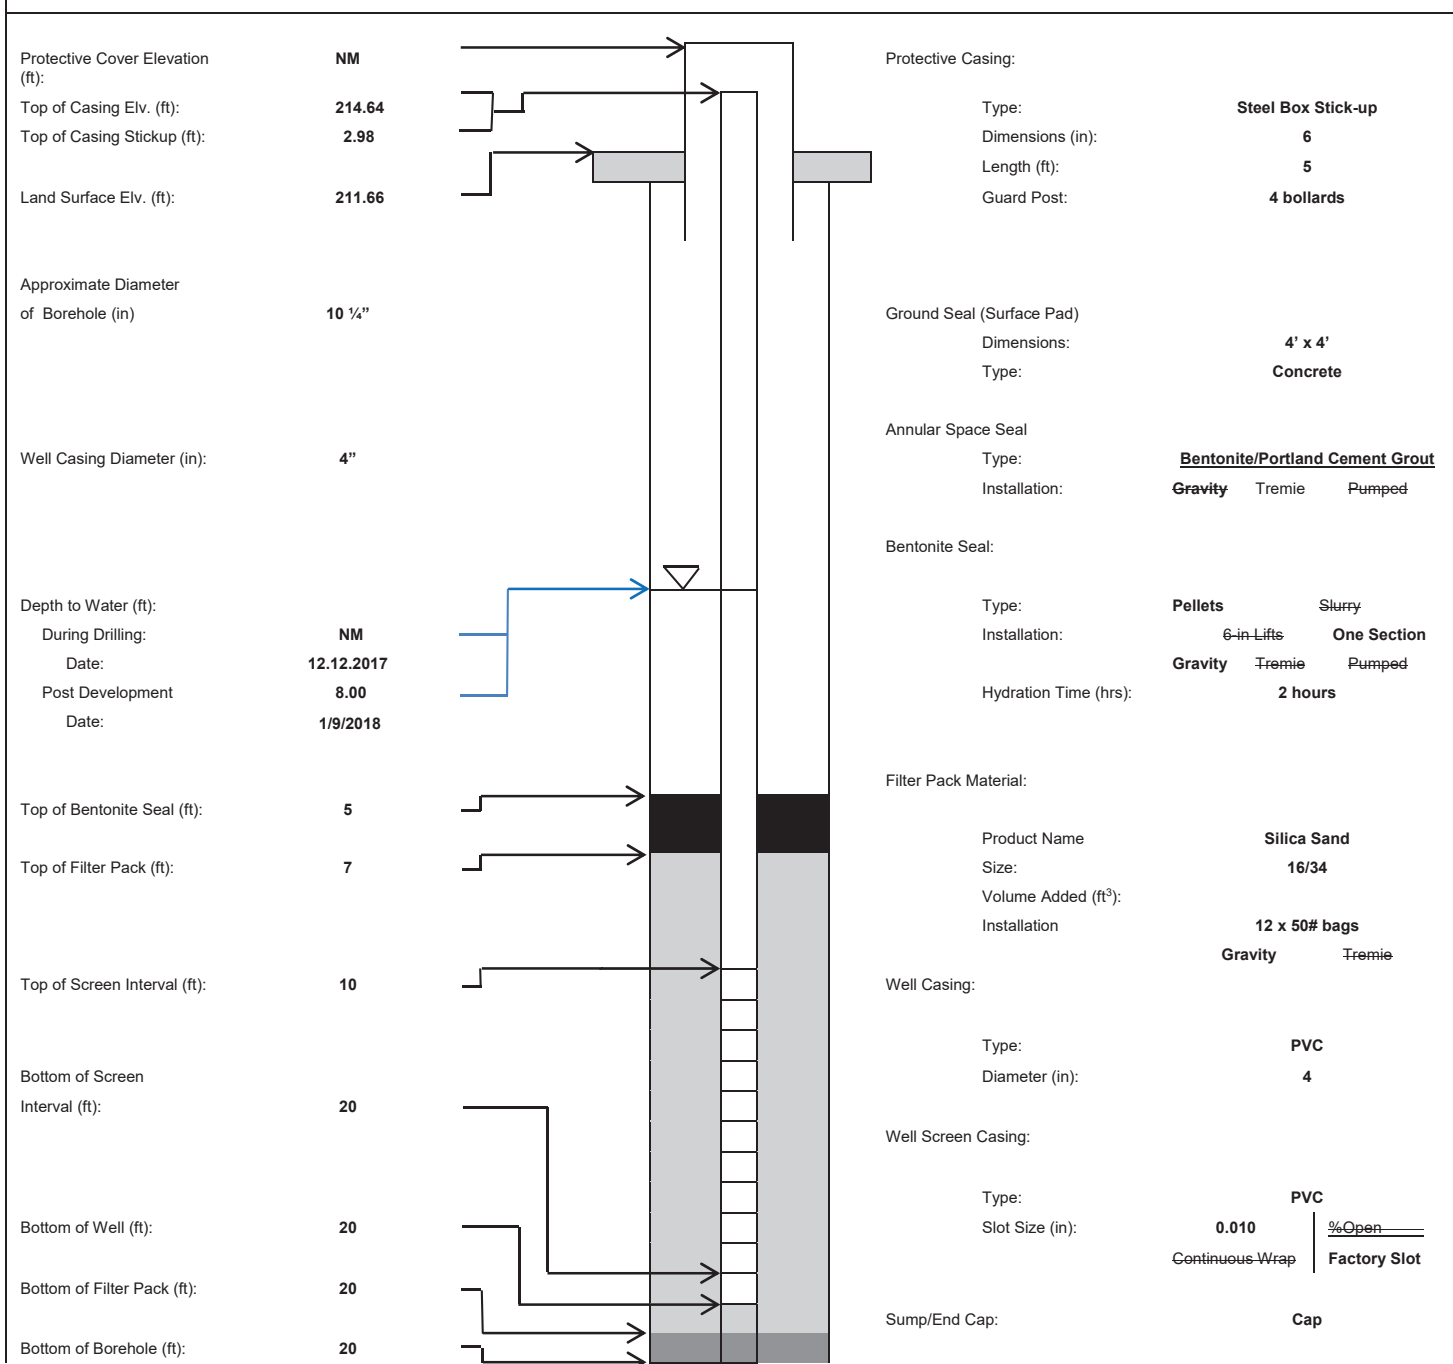 Protective Cover Elevation (ft): NM
Top of Casing Elv. (ft): 214.64
Top of Casing Stickup (ft): 2.98
Land Surface Elv. (ft): 211.66
Approximate Diameter
of Borehole (in) 10 ¼”
Well Casing Diameter (in): 4”
Depth to Water (ft):
During Drilling: NM
Date: 12.12.2017
Post Development 8.00
Date: 1/9/2018
Top of Bentonite Seal (ft): 5
Top of Filter Pack (ft): 7
Top of Screen Interval (ft): 10
Bottom of Screen
Interval (ft): 20
Bottom of Well (ft): 20
Bottom of Filter Pack (ft): 20
Bottom of Borehole (ft): 20
Protective Casing:
Type: Steel Box Stick-up
Dimensions (in): 6
Length (ft): 5
Guard Post: 4 bollards
Ground Seal (Surface Pad)
Dimensions: 4’ x 4’
Type: Concrete
Annular Space Seal
Type: Bentonite/Portland Cement Grout
Installation: Gravity Tremie Pumped
Bentonite Seal:
Type: Pellets Slurry
Installation: 6-in Lifts One Section
Gravity Tremie Pumped
Hydration Time (hrs): 2 hours
Filter Pack Material:
Product Name Silica Sand
Size: 16/34
Volume Added (ft³):
Installation 12 x 50# bags
Gravity Tremie
Well Casing:
Type: PVC
Diameter (in): 4
Well Screen Casing:
Type: PVC
Slot Size (in): 0.010 %Open
Continuous Wrap Factory Slot
Sump/End Cap: Cap